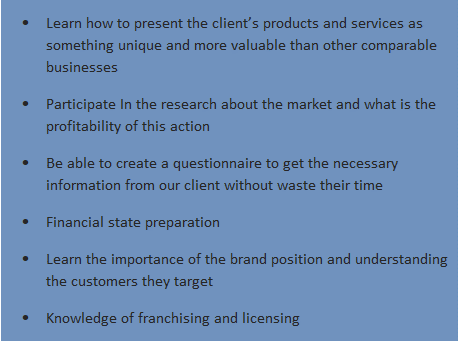 • Learn how to present the client's products and services as
something unique and more valuable than other comparable
businesses
• Participate In the research about the market and what is the
profitability of this action
• Be able to create a questionnaire to get the necessary
information from our client without waste their time
• Financial state preparation
• Learn the importance of the brand position and understanding
the customers they target
• Knowledge of franchising and licensing